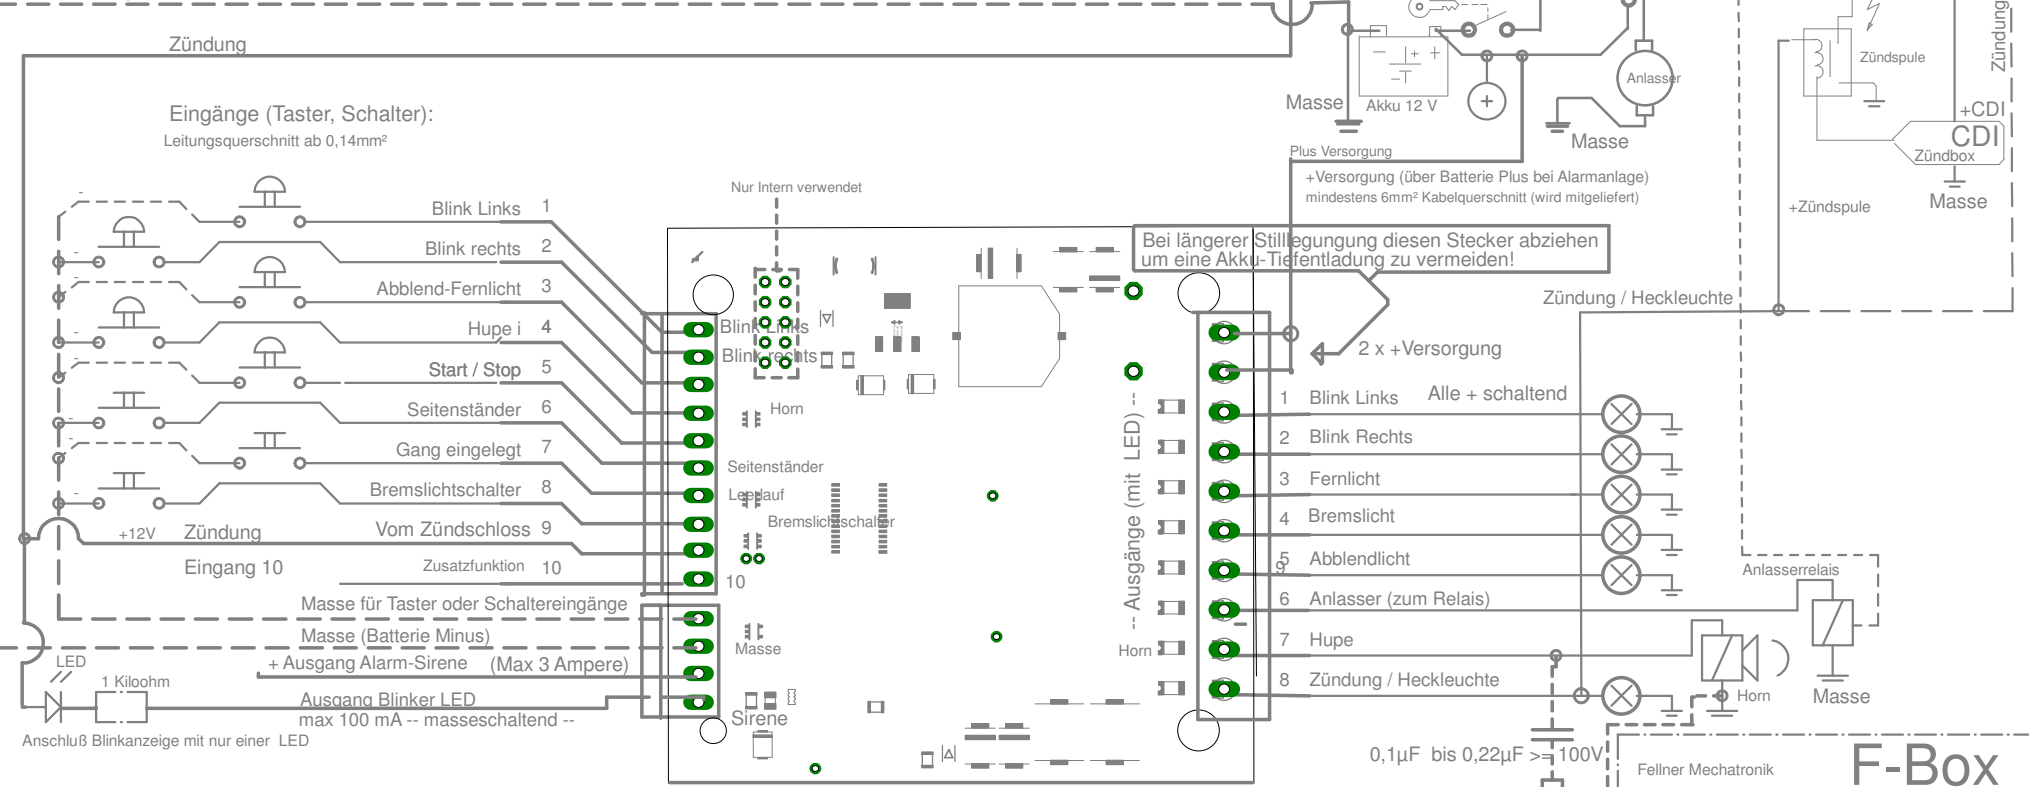 Zündung
Zündung
Zündspule
Anlasser
Akku 12 V
Masse
Masse
+CDI
CDI
Zündbox
Masse
+Zündspule
Eingänge (Taster, Schalter):
Leitungsquerschnitt ab 0,14mm²
Plus Versorgung
+Versorgung (über Batterie Plus bei Alarmanlage)
mindestens 6mm² Kabelquerschnitt (wird mitgeliefert)
Nur Intern verwendet
Bei längerer Stilllegungung diesen Stecker abziehen
um eine Akku-Tiefentladung zu vermeiden!
Zündung / Heckleuchte
2 x +Versorgung
Blink Links 1
Blink rechts 2
Abblend-Fernlicht 3
Hupe i 4
Start / Stop 5
Seitenständer 6
Gang eingelegt 7
Bremslichtschalter 8
+12V Zündung Vom Zündschloss 9
Eingang 10 Zusatzfunktion 10
Masse für Taster oder Schaltereingänge
Masse (Batterie Minus)
+ Ausgang Alarm-Sirene (Max 3 Ampere)
LED
1 Kiloohm
Ausgang Blinker LED
max 100 mA -- masseschaltend --
Anschluß Blinkanzeige mit nur einer LED
Blink Links
Blink rechts
Horn
Seitenständer
Leerlauf
Bremslichtschalter
10
Masse
Sirene
-- Ausgänge (mit LED) --
Horn
1 Blink Links Alle + schaltend
2 Blink Rechts
3 Fernlicht
4 Bremslicht
5 Abblendlicht
9
6 Anlasser (zum Relais)
7 Hupe
8 Zündung / Heckleuchte
Anlasserrelais
Masse
Horn
0,1µF bis 0,22µF >= 100V
Fellner Mechatronik
F-Box